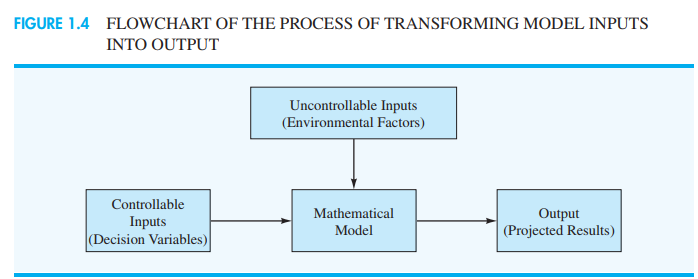 FIGURE 1.4 FLOWCHART OF THE PROCESS OF TRANSFORMING MODEL INPUTS
INTO OUTPUT
Uncontrollable Inputs
(Environmental Factors)
Controllable
Inputs
(Decision Variables)
Mathematical
Model
Output
(Projected Results)